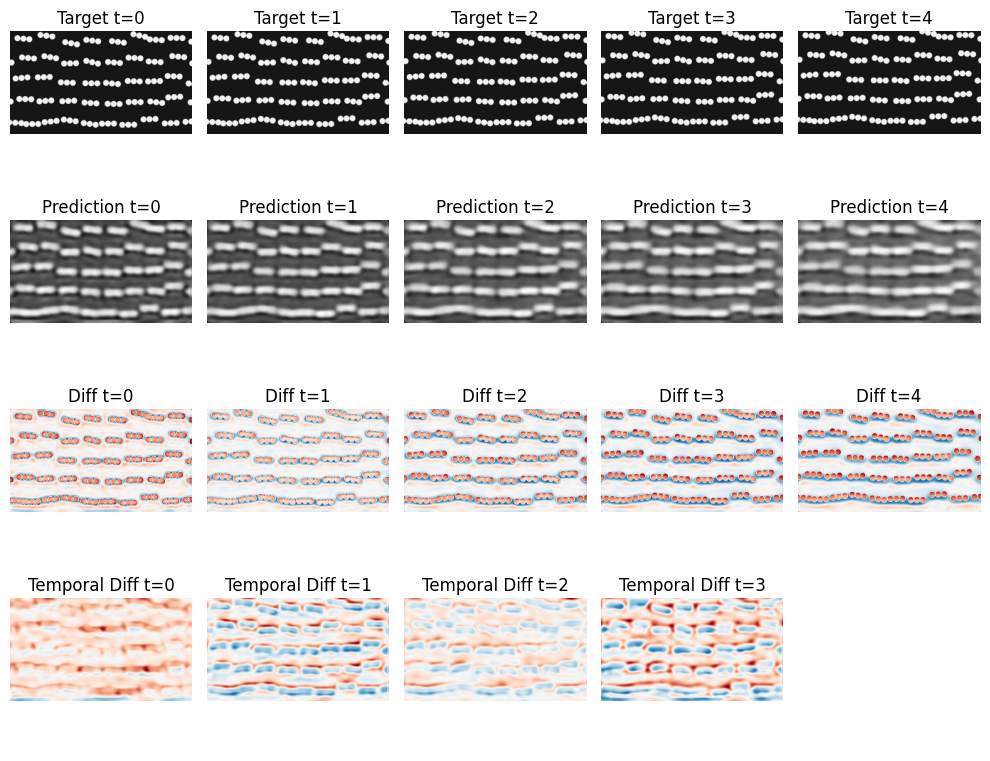 Target t=0
Target t=1
Target t=2
Target t=3
Target t=4
Prediction t=0
Prediction t=1
Prediction t=2
Prediction t=3
Prediction t=4
Diff t=0
Diff t=1
Diff t=2
Diff t=3
Diff t=4
Temporal Diff t=0
Temporal Diff t=1
Temporal Diff t=2
Temporal Diff t=3